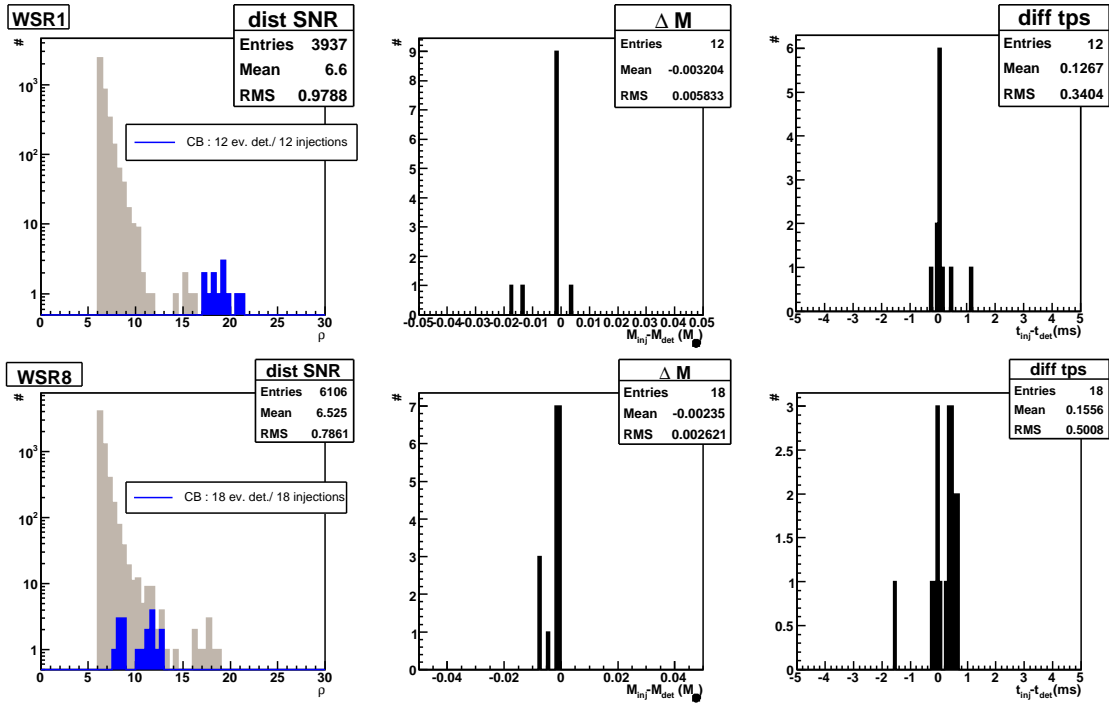 WSR1
dist SNR
Entries 3937
Mean 6.6
RMS 0.9788
#
10³
10²
10
1
CB : 12 ev. det./ 12 injections
0 5 10 15 20 25 30
ρ
Δ M
Entries 12
Mean -0.003204
RMS 0.005833
#
9
8
7
6
5
4
3
2
1
0
-0.05 -0.04 -0.03 -0.02 -0.01 0 0.01 0.02 0.03 0.04 0.05
M_inj-M_det (M_●)
diff tps
Entries 12
Mean 0.1267
RMS 0.3404
#
6
5
4
3
2
1
0
-5 -4 -3 -2 -1 0 1 2 3 4 5
t_inj-t_det(ms)
WSR8
dist SNR
Entries 6106
Mean 6.525
RMS 0.7861
#
10³
10²
10
1
CB : 18 ev. det./ 18 injections
0 5 10 15 20 25 30
ρ
Δ M
Entries 18
Mean -0.00235
RMS 0.002621
#
7
6
5
4
3
2
1
0
-0.04 -0.02 0 0.02 0.04
M_inj-M_det (M_●)
diff tps
Entries 18
Mean 0.1556
RMS 0.5008
#
3
2.5
2
1.5
1
0.5
0
-5 -4 -3 -2 -1 0 1 2 3 4 5
t_inj-t_det(ms)